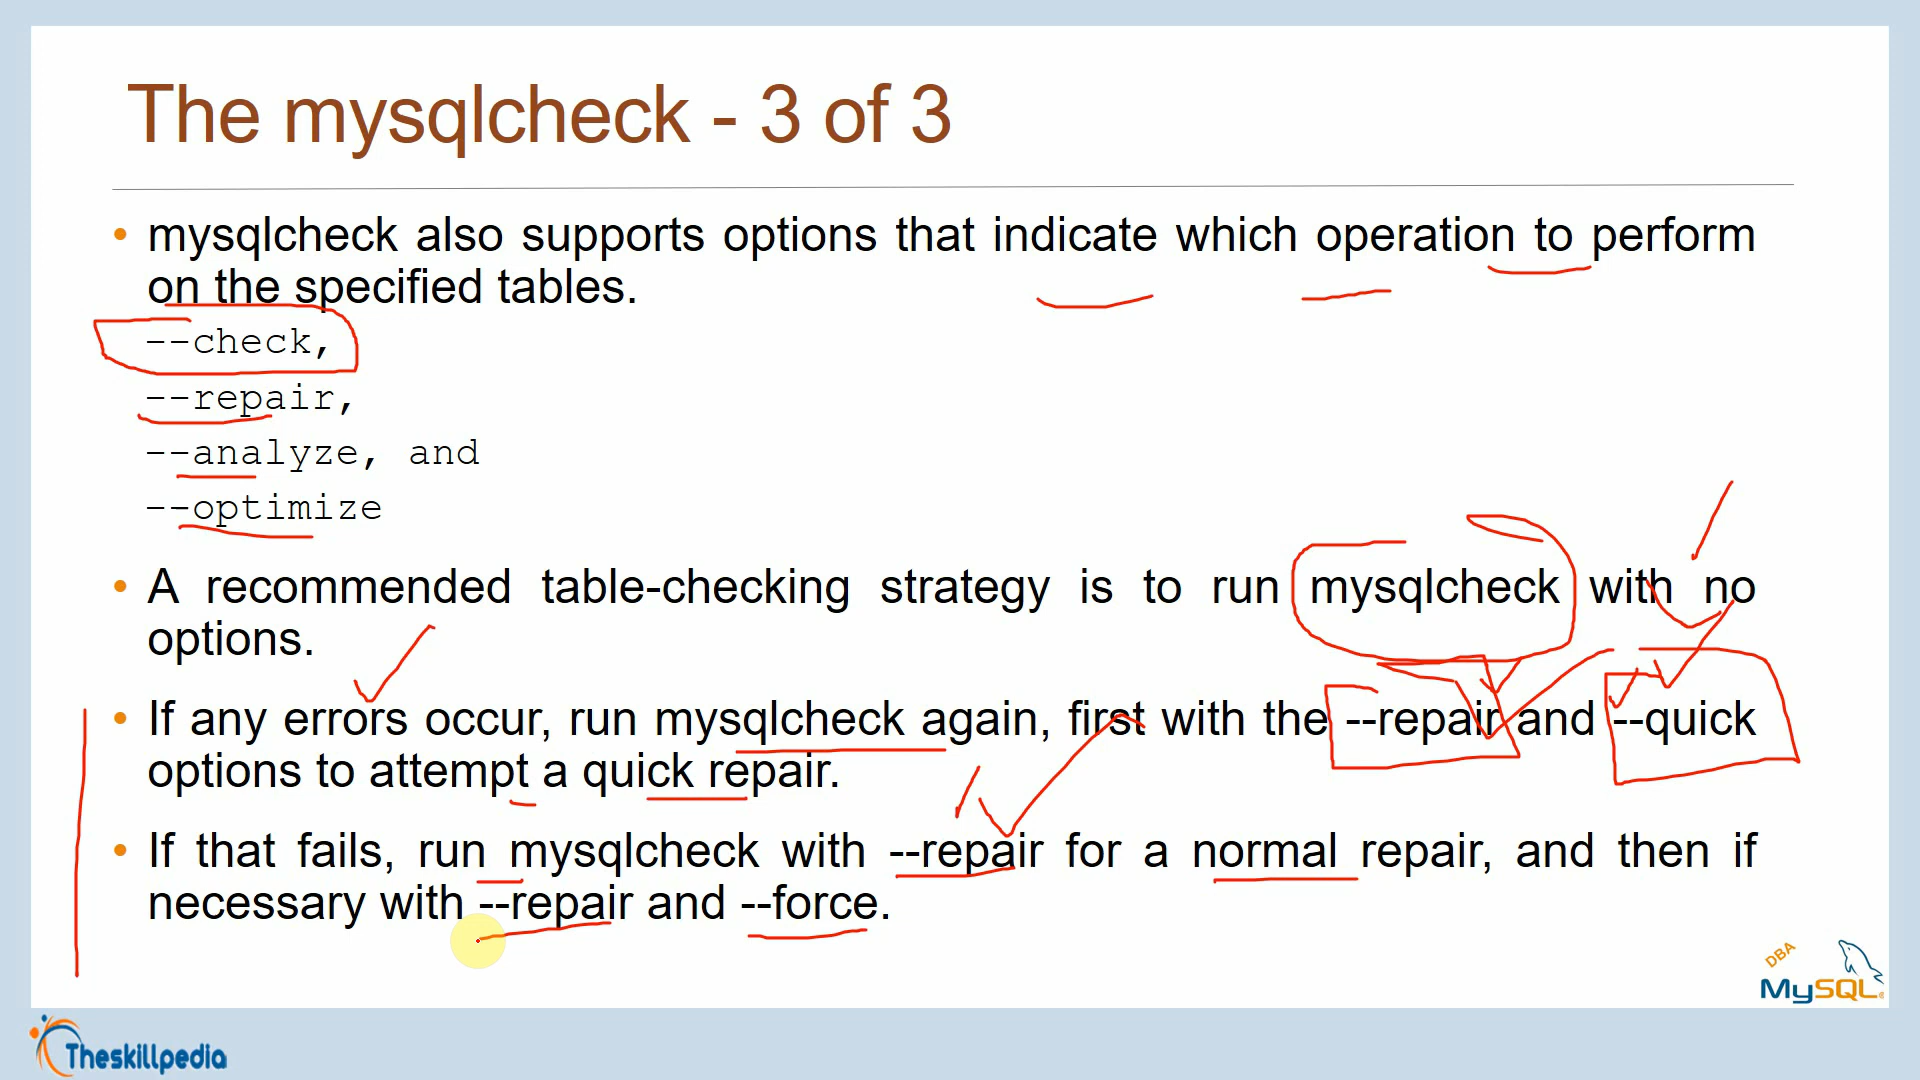 The mysqlcheck - 3 of 3
• mysqlcheck also supports options that indicate which operation to perform
on the specified tables.
--check,
--repair,
--analyze, and
--optimize
• A recommended table-checking strategy is to run mysqlcheck with no
options.
• If any errors occur, run mysqlcheck again, first with the --repair and --quick
options to attempt a quick repair.
• If that fails, run mysqlcheck with --repair for a normal repair, and then if
necessary with --repair and --force.
DBA
MySQL®
Theskillpedia